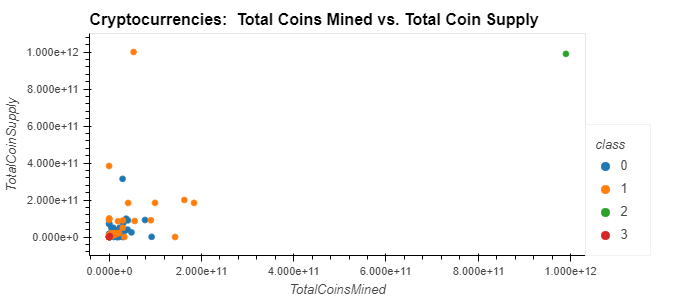 Cryptocurrencies:  Total Coins Mined vs. Total Coin Supply
TotalCoinSupply
1.000e+12
8.000e+11
6.000e+11
4.000e+11
2.000e+11
0.000e+0
0.000e+0 2.000e+11 4.000e+11 6.000e+11 8.000e+11 1.000e+12
TotalCoinsMined
class
0
1
2
3